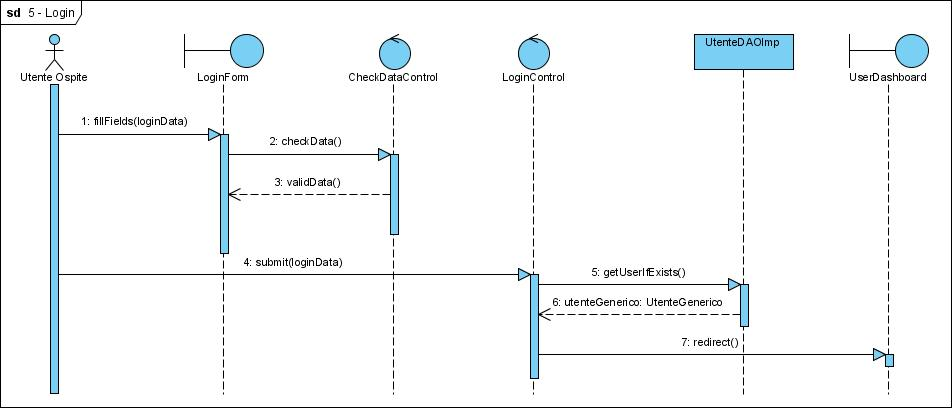 sd 5 - Login
Utente Ospite
LoginForm
CheckDataControl
LoginControl
UtenteDAOImp
UserDashboard
1: fillFields(loginData)
2: checkData()
3: validData()
4: submit(loginData)
5: getUserIfExists()
6: utenteGenerico: UtenteGenerico
7: redirect()